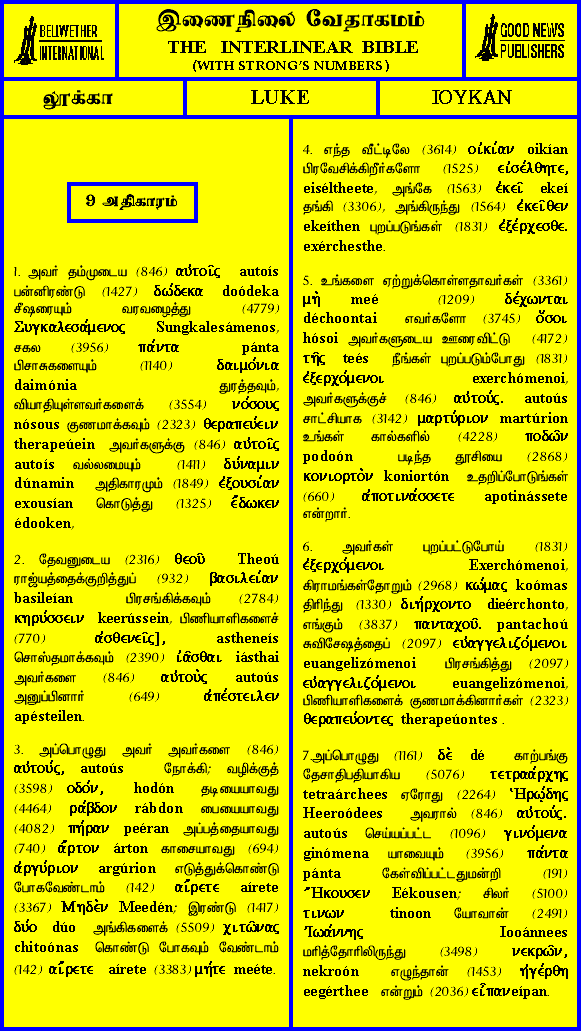 BELLWETHER
INTERNATIONAL
இணைநிலை வேதாகமம்
THE INTERLINEAR BIBLE
(WITH STRONG'S NUMBERS)
GOOD NEWS
PUBLISHERS
லூக்கா
LUKE
ΙΟΥΚΑΝ
9 அதிகாரம்
1. அவர் தம்முடைய (846) αὐτοῖς autoís
பன்னிரண்டு (1427) δώδεκα doódeka
சீஷரையும் வரவழைத்து (4779)
Συγκαλεσάμενος Sungkalesámenos,
சகல (3956) πάντα pánta
பிசாசுகளையும் (1140) δαιμόνια
daimónia துரத்தவும்,
வியாதியுள்ளவர்களைக் (3554) νόσους
nósous குணமாக்கவும் (2323) θεραπεύειν
therapeúein அவர்களுக்கு (846) αὐτοῖς
autoís வல்லமையும் (1411) δύναμιν
dúnamin அதிகாரமும் (1849) ἐξουσίαν
exousían கொடுத்து (1325) ἔδωκεν
édooken,
2. தேவனுடைய (2316) θεοῦ Theoú
ராஜ்யத்தைக்குறித்துப் (932) βασιλείαν
basileían பிரசங்கிக்கவும் (2784)
κηρύσσειν keerússein, பிணியாளிகளைச்
(770) ἀσθενεῖς], astheneís
சொஸ்தமாக்கவும் (2390) ἰᾶσθαι iásthai
அவர்களை (846) αὐτοὺς autoús
அனுப்பினார் (649) ἀπέστειλεν
apésteilen.
3. அப்பொழுது அவர் அவர்களை (846)
αὐτούς, autoús நோக்கி; வழிக்குத்
(3598) ὁδόν, hodón தடியையாவது
(4464) ράβδον rábdon பையையாவது
(4082) πήραν peéran அப்பத்தையாவது
(740) ἄρτον árton காசையாவது (694)
ἀργύριον argúrion எடுத்துக்கொண்டு
போகவேண்டாம் (142) αἴρετε aírete
(3367) Μηδὲν Meedén; இரண்டு (1417)
δύο dúo அங்கிகளைக் (5509) χιτῶνας
chitoónas கொண்டு போகவும் வேண்டாம்
(142) αἴρετε aírete (3383) μήτε meéte.
4. எந்த வீட்டிலே (3614) οἰκίαν oikían
பிரவேசிக்கிறீர்களோ (1525) εἰσέλθητε,
eiséltheete, அங்கே (1563) ἐκεῖ ekeí
தங்கி (3306), அங்கிருந்து (1564) ἐκεῖθεν
ekeíthen புறப்படுங்கள் (1831) ἐξέρχεσθε.
exérchesthe.
5. உங்களை ஏற்றுக்கொள்ளதாவர்கள் (3361)
μὴ meé (1209) δέχωνται
déchoontai எவர்களோ (3745) ὅσοι
hósoi அவர்களுடைய ஊரைவிட்டு (4172)
τῆς teés நீங்கள் புறப்படும்போது (1831)
ἐξερχόμενοι exerchómenoi,
அவர்களுக்குச் (846) αὐτούς. autoús
சாட்சியாக (3142) μαρτύριον martúrion
உங்கள் கால்களில் (4228) ποδῶν
podoón படிந்த தூசியை (2868)
κονιορτὸν koniortón உதறிப்போடுங்கள்
(660) ἀποτινάσσετε apotinássete
என்றார்.
6. அவர்கள் புறப்பட்டுபோய் (1831)
ἐξερχόμενοι Exerchómenoi,
கிராமங்கள்தோறும் (2968) κώμας koómas
திரிந்து (1330) διήρχοντο dieérchonto,
எங்கும் (3837) πανταχοῦ. pantachoú
சுவிசேஷத்தைப் (2097) εὐαγγελιζόμενοι
euangelizómenoi பிரசங்கித்து (2097)
εὐαγγελιζόμενοι euangelizómenoi,
பிணியாளிகளைக் குணமாக்கினார்கள் (2323)
θεραπεύοντες therapeúontes .
7அப்பொழுது (1161) δὲ dé காற்பங்கு
தேசாதிபதியாகிய (5076) τετραάρχης
tetraárchees ஏரோது (2264) Ἡρῴδης
Heeroódees அவரால் (846) αὐτούς.
autoús செய்யப்பட்ட (1096) γινόμενα
ginómena யாவையும் (3956) πάντα
pánta கேள்விப்பட்டதுமன்றி (191)
Ἤκουσεν Eékousen; சிலர் (5100)
τινων tinoon யோவான் (2491)
Ἰωάννης Iooánnees
மரித்தோரிலிருந்து (3498) νεκρῶν,
nekroón எழுந்தான் (1453) ἠγέρθη
eegérthee என்றும் (2036) εἶπαν eípan.